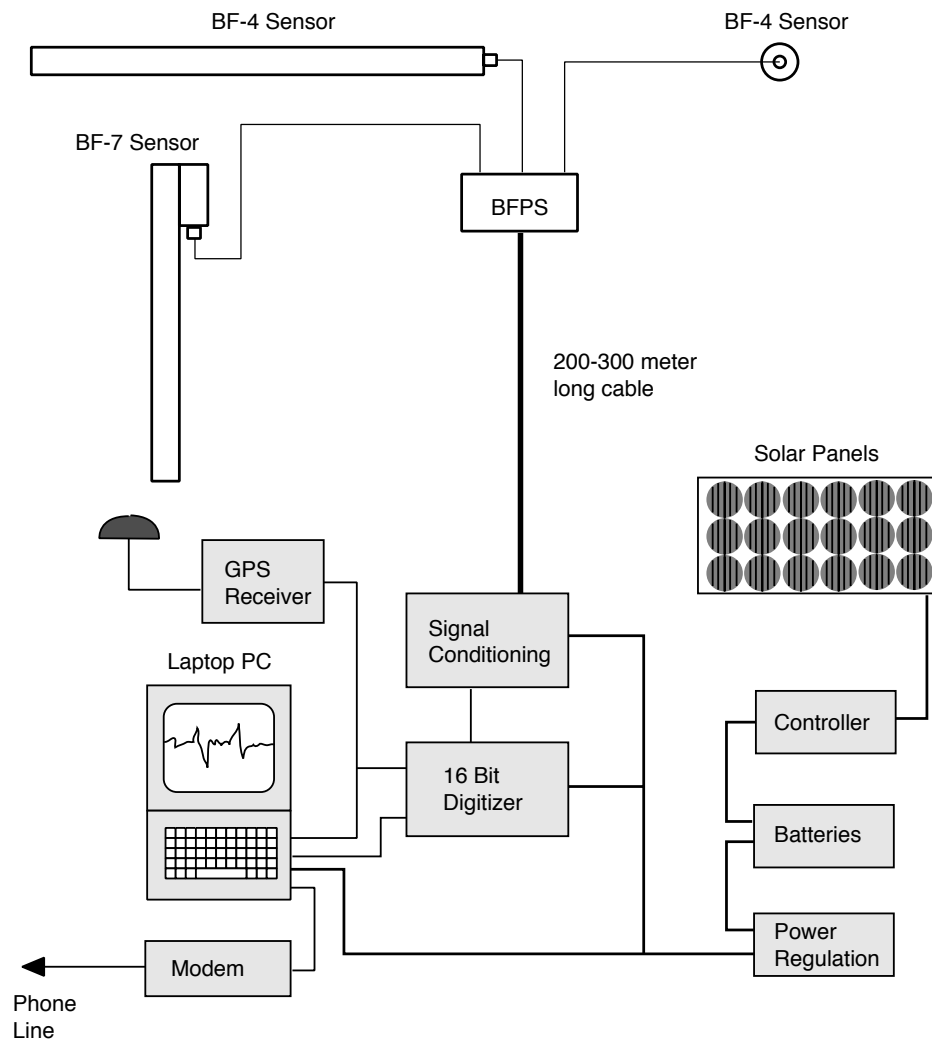 BF-4 Sensor
BF-4 Sensor
BF-7 Sensor
BFPS
200-300 meter
long cable
Solar Panels
GPS
Receiver
Signal
Conditioning
Laptop PC
Controller
16 Bit
Digitizer
Batteries
Power
Regulation
Modem
Phone
Line